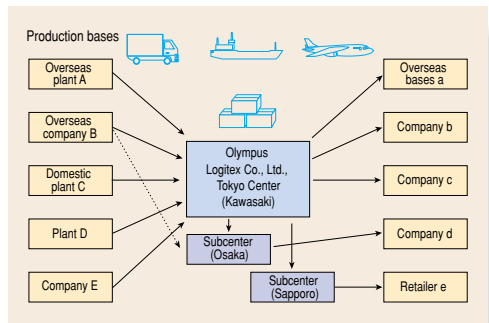 Production bases
Overseas
plant A
Overseas
company B
Domestic
plant C
Plant D
Company E
Olympus
Logitex Co., Ltd.,
Tokyo Center
(Kawasaki)
Subcenter
(Osaka)
Subcenter
(Sapporo)
Overseas
bases a
Company b
Company c
Company d
Retailer e